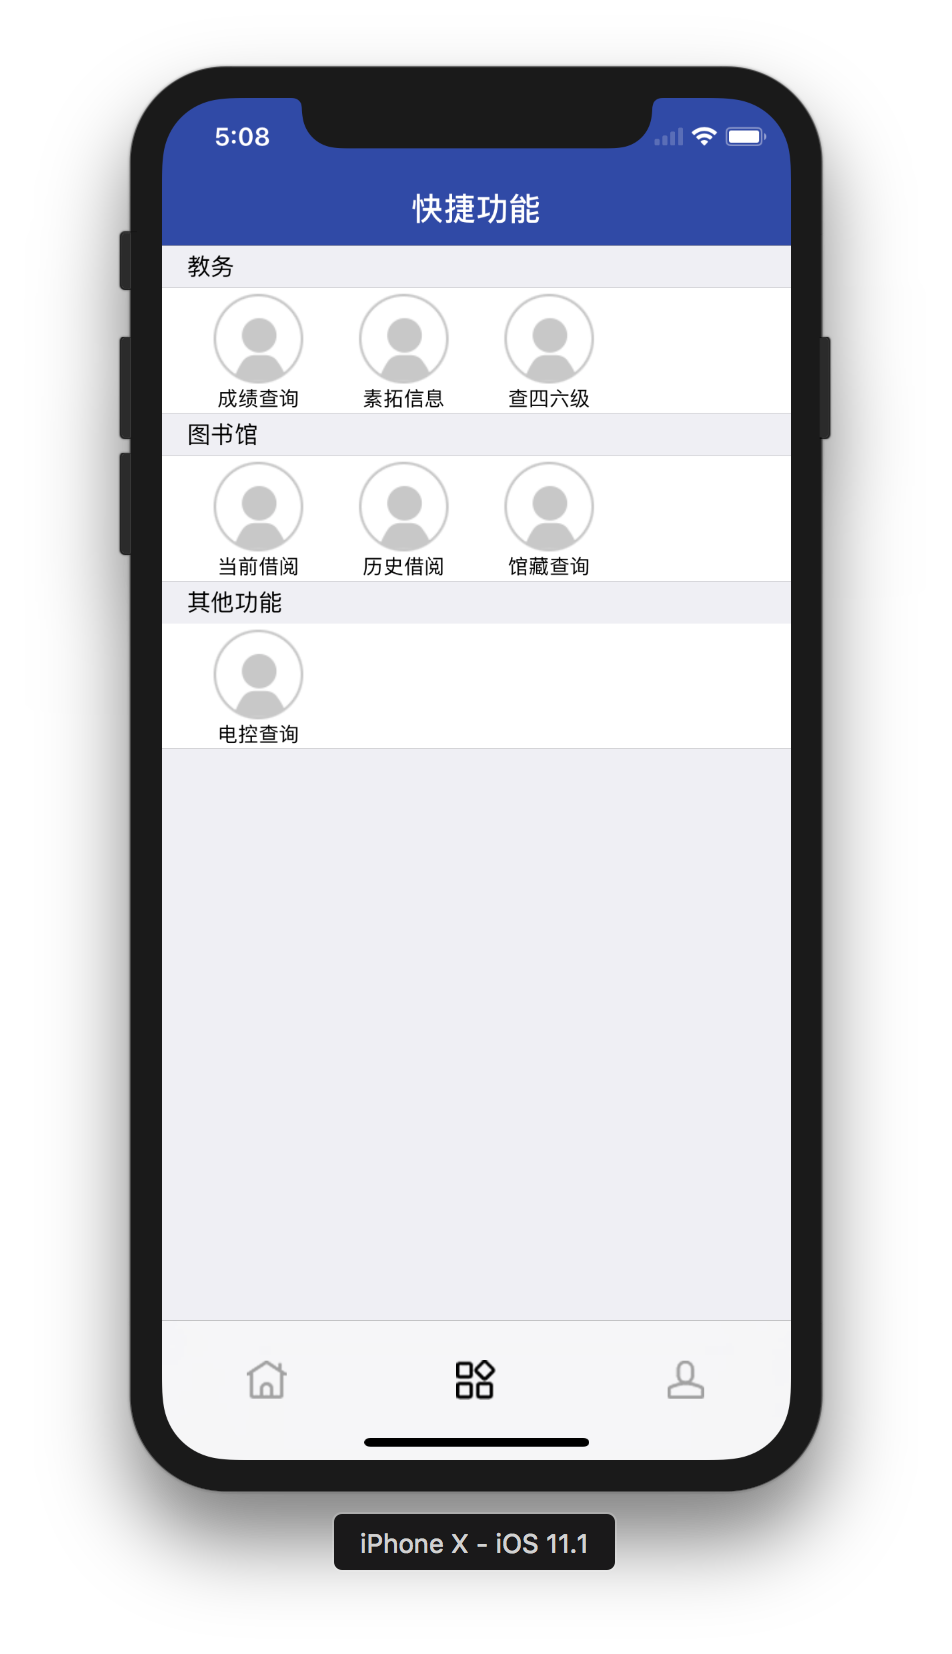 5:08
快捷功能
教务
成绩查询 素拓信息 查四六级
图书馆
当前借阅 历史借阅 馆藏查询
其他功能
电控查询
iPhone X - iOS 11.1